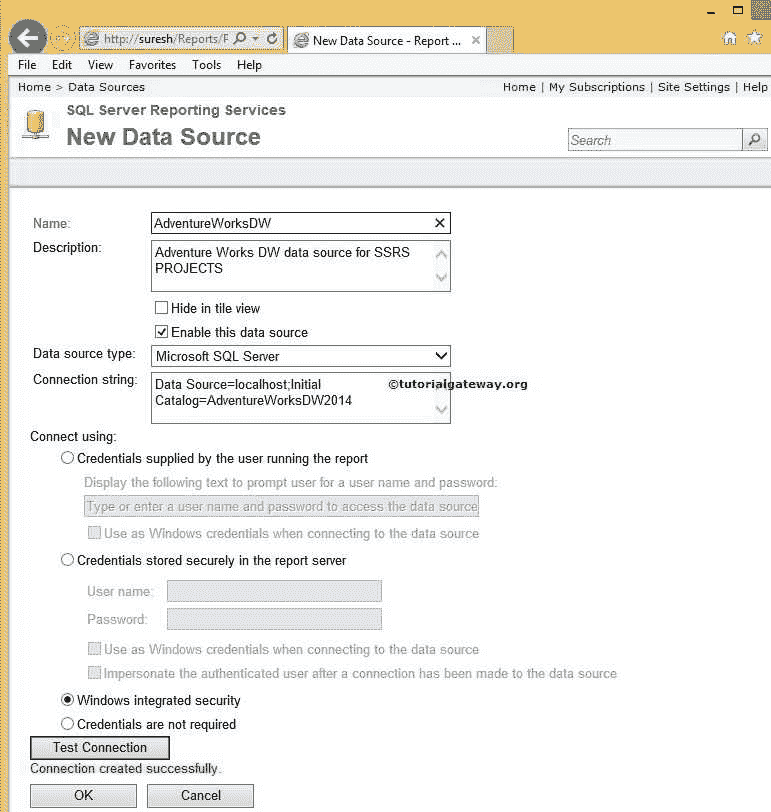 http://suresh/Reports/F
New Data Source - Report ...
File Edit View Favorites Tools Help
Home > Data Sources
Home | My Subscriptions | Site Settings | Help
SQL Server Reporting Services
New Data Source
Search
Name:
AdventureWorksDW
Description:
Adventure Works DW data source for SSRS
PROJECTS
Hide in tile view
Enable this data source
Data source type:
Microsoft SQL Server
Connection string:
Data Source=localhost;Initial
Catalog=AdventureWorksDW2014
©tutorialgateway.org
Connect using:
Credentials supplied by the user running the report
Display the following text to prompt user for a user name and password:
Type or enter a user name and password to access the data source
Use as Windows credentials when connecting to the data source
Credentials stored securely in the report server
User name:
Password:
Use as Windows credentials when connecting to the data source
Impersonate the authenticated user after a connection has been made to the data source
Windows integrated security
Credentials are not required
Test Connection
Connection created successfully.
OK
Cancel